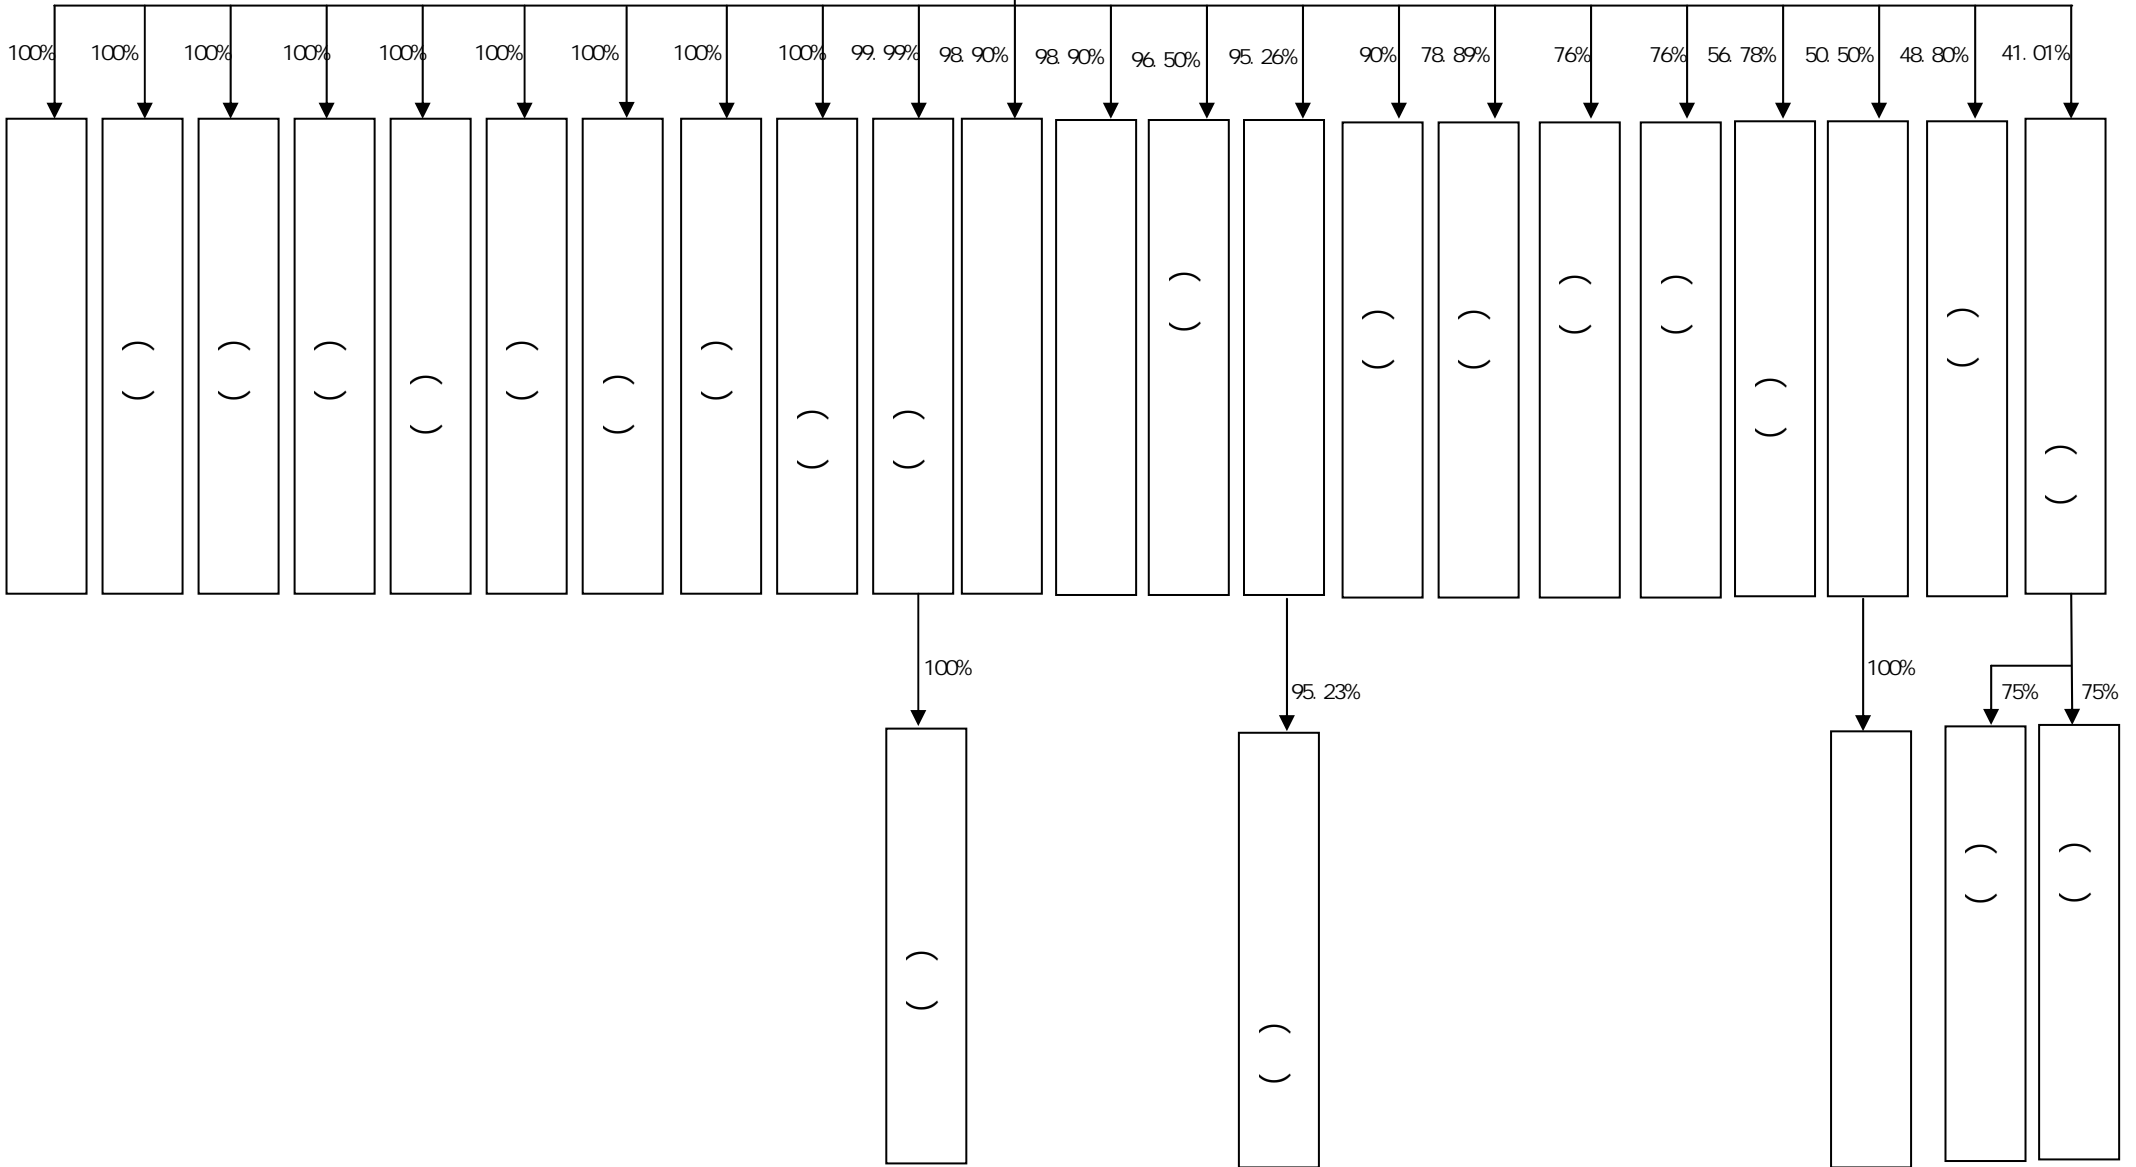 100% 100% 100% 100% 100% 100% 100% 100% 100% 99.99% 98.90% 98.90% 96.50% 95.26% 90% 78.89% 76% 76% 56.78% 50.50% 48.80% 41.01%
( ) ( ) ( ) ( ) ( ) ( ) ( ) ( ) ( ) ( ) ( ) ( ) ( ) ( ) ( ) ( ) ( )
100% 95.23% 100% 75% 75%
( ) ( ) ( ) ( )